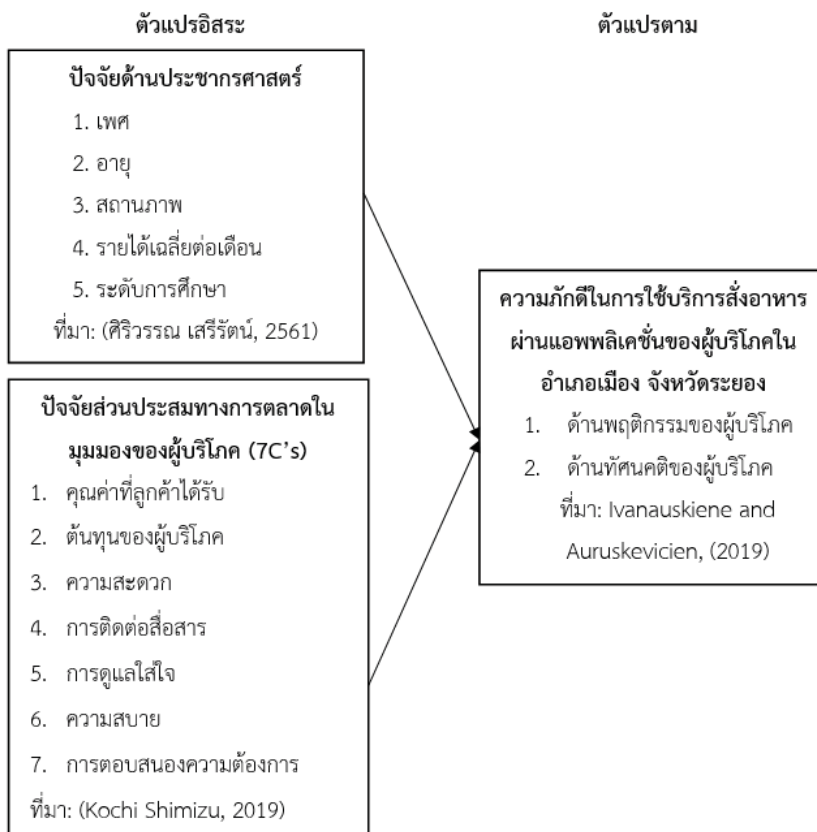 ตัวแปรอิสระ
ปัจจัยด้านประชากรศาสตร์
1. เพศ
2. อายุ
3. สถานภาพ
4. รายได้เฉลี่ยต่อเดือน
5. ระดับการศึกษา
ที่มา: (ศิริวรรณ เสรีรัตน์, 2561)
ปัจจัยส่วนประสมทางการตลาดใน
มุมมองของผู้บริโภค (7C's)
1. คุณค่าที่ลูกค้าได้รับ
2. ต้นทุนของผู้บริโภค
3. ความสะดวก
4. การติดต่อสื่อสาร
5. การดูแลใส่ใจ
6. ความสบาย
7. การตอบสนองความต้องการ
ที่มา: (Kochi Shimizu, 2019)
ตัวแปรตาม
ความภักดีในการใช้บริการสั่งอาหาร
ผ่านแอพพลิเคชั่นของผู้บริโภคใน
อำเภอเมือง จังหวัดระยอง
1. ด้านพฤติกรรมของผู้บริโภค
2. ด้านทัศนคติของผู้บริโภค
ที่มา: Ivanauskiene and
Auruskevicien, (2019)